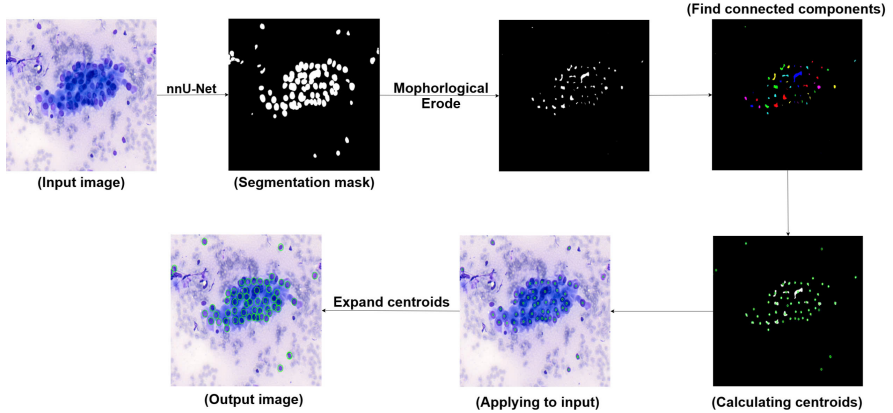 (Find connected components)
nnU-Net
Mophorlogical
Erode
(Input image)
(Segmentation mask)
Expand centroids
(Output image)
(Applying to input)
(Calculating centroids)